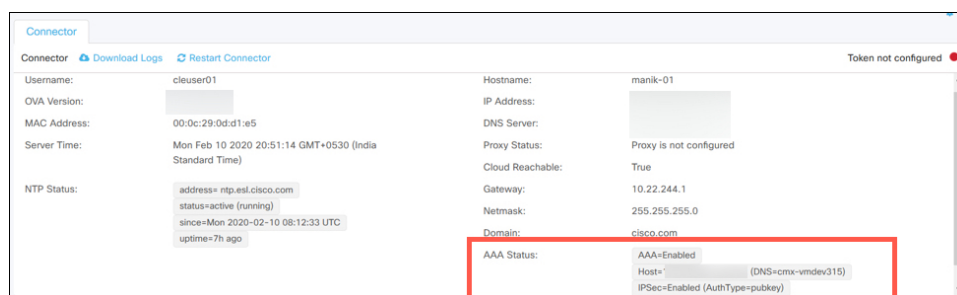 Connector
Connector Download Logs Restart Connector Token not configured
Username: cleuser01 Hostname: manik-01
OVA Version: IP Address:
MAC Address: 00:0c:29:0d:d1:e5 DNS Server:
Server Time: Mon Feb 10 2020 20:51:14 GMT+0530 (India Proxy Status: Proxy is not configured
Standard Time)
Cloud Reachable: True
NTP Status: address= ntp.esl.cisco.com Gateway: 10.22.244.1
status=active (running)
since=Mon 2020-02-10 08:12:33 UTC Netmask: 255.255.255.0
uptime=7h ago Domain: cisco.com
AAA Status: AAA=Enabled
Host=' (DNS=cmx-vmdev315)
IPSec=Enabled (AuthType=pubkey)